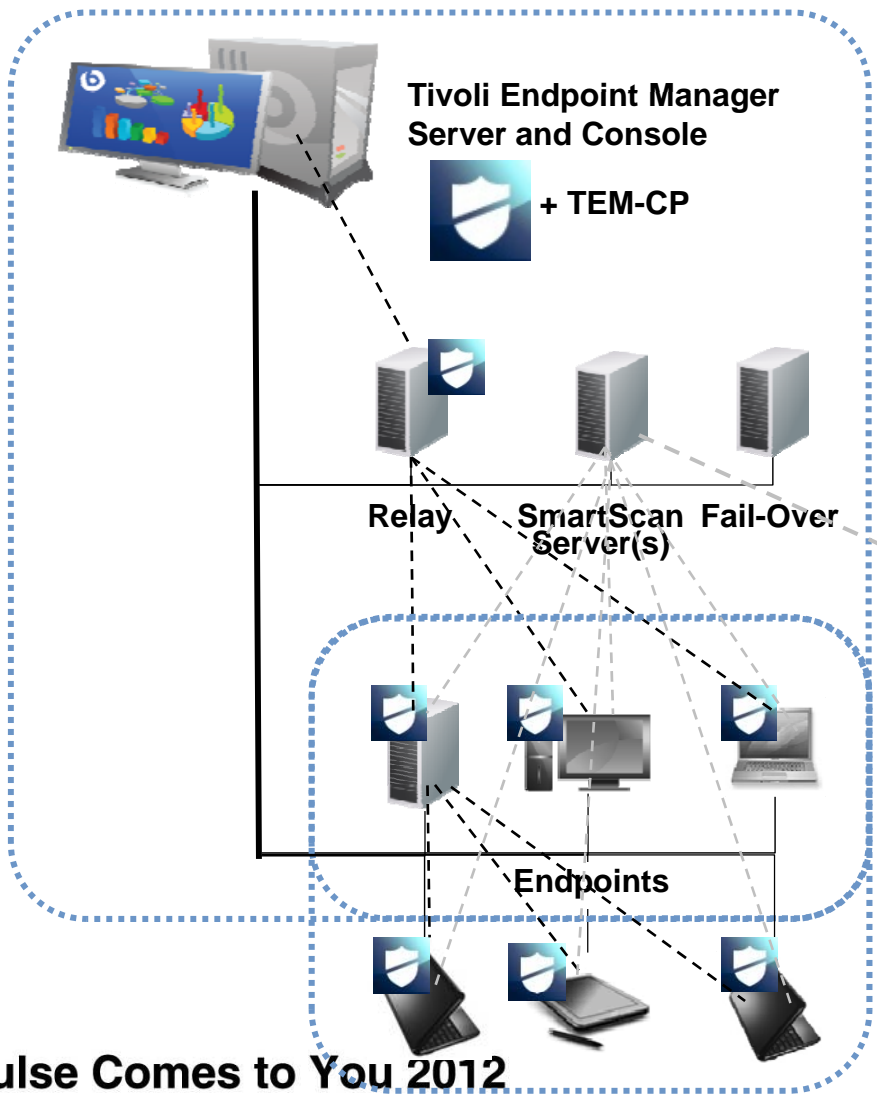 Tivoli Endpoint Manager
Server and Console
+ TEM-CP
Relay
SmartScan
Server(s)
Fail-Over
Endpoints
ulse Comes to You 2012